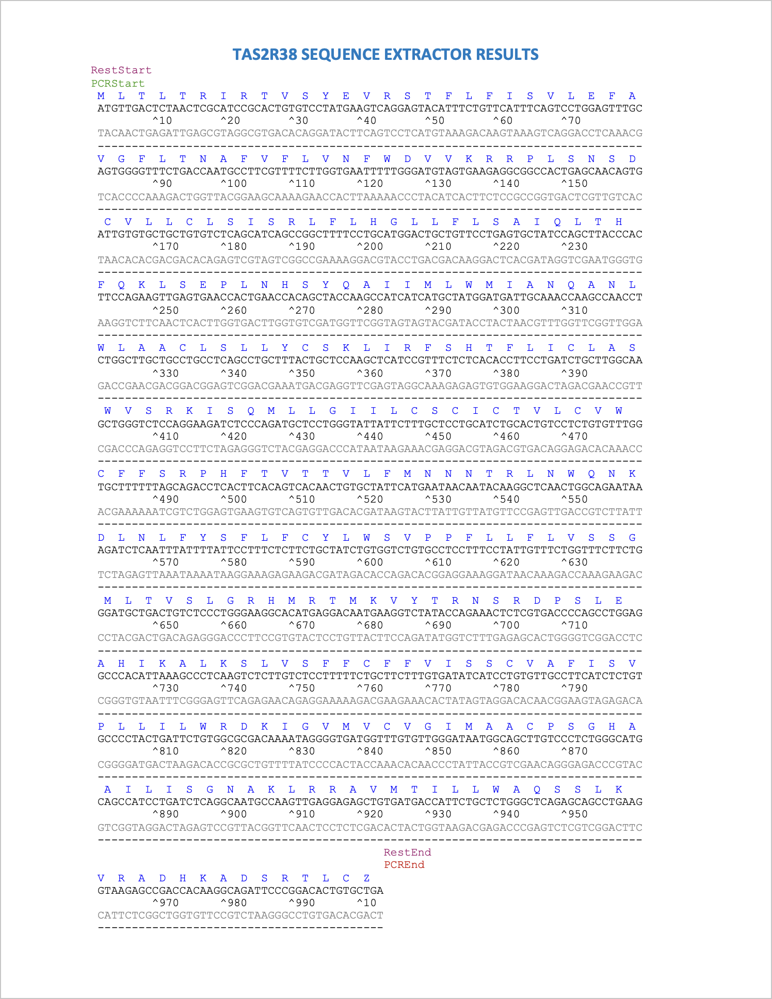 TAS2R38 SEQUENCE EXTRACTOR RESULTS
RestStart
PCRStart
M L T L T R I R T V S Y E V R S T F L F I S V L E F A
ATGTTGACTCTAACTCGCATCCGCACTGTGTCCTATGAAGTCAGGAGTACATTTCTGTTCATTTCAGTCCTGGAGTTTGC
^10 ^20 ^30 ^40 ^50 ^60 ^70
TACAACTGAGATTGAGCGTAGGCGTGACACAGGATACTTCAGTCCTCATGTAAAGACAAGTAAAGTCAGGACCTCAAACG
--------------------------------------------------------------------------------
V G F L T N A F V F L V N F W D V V K R R P L S N S D
AGTGGGGTTTCTGACCAATGCCTTCGTTTTCTTGGTGAATTTTTGGGATGTAGTGAAGAGGCGGCCACTGAGCAACAGTG
^90 ^100 ^110 ^120 ^130 ^140 ^150
TCACCCCAAAGACTGGTTACGGAAGCAAAAGAACCACTTAAAAACCCTACATCACTTCTCCGCCGGTGACTCGTTGTCAC
--------------------------------------------------------------------------------
C V L L C L S I S R L F L H G L L F L S A I Q L T H
ATTGTGTGCTGCTGTGTCTCAGCATCAGCCGGCTTTTCCTGCATGGACTGCTGTTCCTGAGTGCTATCCAGCTTACCCAC
^170 ^180 ^190 ^200 ^210 ^220 ^230
TAACACACGACGACACAGAGTCGTAGTCGGCCGAAAAGGACGTACCTGACGACAAGGACTCACGATAGGTCGAATGGGTG
--------------------------------------------------------------------------------
F Q K L S E P L N H S Y Q A I I M L W M I A N Q A N L
TTCCAGAAGTTGAGTGAACCACTGAACCACAGCTACCAAGCCATCATCATGCTATGGATGATTGCAAACCAAGCCAACCT
^250 ^260 ^270 ^280 ^290 ^300 ^310
AAGGTCTTCAACTCACTTGGTGACTTGGTGTCGATGGTTCGGTAGTAGTACGATACCTACTAACGTTTGGTTCGGTTGGA
--------------------------------------------------------------------------------
W L A A C L S L L Y C S K L I R F S H T F L I C L A S
CTGGCTTGCTGCCTGCCTCAGCCTGCTTTACTGCTCCAAGCTCATCCGTTTCTCTCACACCTTCCTGATCTGCTTGGCAA
^330 ^340 ^350 ^360 ^370 ^380 ^390
GACCGAACGACGGACGGAGTCGGACGAAATGACGAGGTTCGAGTAGGCAAAGAGAGTGTGGAAGGACTAGACGAACCGTT
--------------------------------------------------------------------------------
W V S R K I S Q M L L G I I L C S C I C T V L C V W
GCTGGGTCTCCAGGAAGATCTCCCAGATGCTCCTGGGTATTATTCTTTGCTCCTGCATCTGCACTGTCCTCTGTGTTTGG
^410 ^420 ^430 ^440 ^450 ^460 ^470
CGACCCAGAGGTCCTTCTAGAGGGTCTACGAGGACCCATAATAAGAAACGAGGACGTAGACGTGACAGGAGACACAAACC
--------------------------------------------------------------------------------
C F F S R P H F T V T T V L F M N N N T R L N W Q N K
TGCTTTTTTAGCAGACCTCACTTCACAGTCACAACTGTGCTATTCATGAATAACAATACAAGGCTCAACTGGCAGAATAA
^490 ^500 ^510 ^520 ^530 ^540 ^550
ACGAAAAAATCGTCTGGAGTGAAGTGTCAGTGTTGACACGATAAGTACTTATTGTTATGTTCCGAGTTGACCGTCTTATT
--------------------------------------------------------------------------------
D L N L F Y S F L F C Y L W S V P P F L L F L V S S G
AGATCTCAATTTATTTTATTCCTTTCTCTTCTGCTATCTGTGGTCTGTGCCTCCTTTCCTATTGTTTCTGGTTTCTTCTG
^570 ^580 ^590 ^600 ^610 ^620 ^630
TCTAGAGTTAAATAAAATAAGGAAAGAGAAGACGATAGACACCAGACACGGAGGAAAGGATAACAAAGACCAAAGAAGAC
--------------------------------------------------------------------------------
M L T V S L G R H M R T M K V Y T R N S R D P S L E
GGATGCTGACTGTCTCCCTGGGAAGGCACATGAGGACAATGAAGGTCTATACCAGAAACTCTCGTGACCCCAGCCTGGAG
^650 ^660 ^670 ^680 ^690 ^700 ^710
CCTACGACTGACAGAGGGACCCTTCCGTGTACTCCTGTTACTTCCAGATATGGTCTTTGAGAGCACTGGGGTCGGACCTC
--------------------------------------------------------------------------------
A H I K A L K S L V S F F C F F V I S S C V A F I S V
GCCCACATTAAAGCCCTCAAGTCTCTTGTCTCCTTTTTCTGCTTCTTTGTGATATCATCCTGTGTTGCCTTCATCTCTGT
^730 ^740 ^750 ^760 ^770 ^780 ^790
CGGGTGTAATTTCGGGAGTTCAGAGAACAGAGGAAAAAGACGAAGAAACACTATAGTAGGACACAACGGAAGTAGAGACA
--------------------------------------------------------------------------------
P L L I L W R D K I G V M V C V G I M A A C P S G H A
GCCCCTACTGATTCTGTGGCGCGACAAAATAGGGGTGATGGTTTGTGTTGGGATAATGGCAGCTTGTCCCTCTGGGCATG
^810 ^820 ^830 ^840 ^850 ^860 ^870
CGGGGATGACTAAGACACCGCGCTGTTTTATCCCCACTACCAAACACAACCCTATTACCGTCGAACAGGGAGACCCGTAC
--------------------------------------------------------------------------------
A I L I S G N A K L R R A V M T I L L W A Q S S L K
CAGCCATCCTGATCTCAGGCAATGCCAAGTTGAGGAGAGCTGTGATGACCATTCTGCTCTGGGCTCAGAGCAGCCTGAAG
^890 ^900 ^910 ^920 ^930 ^940 ^950
GTCGGTAGGACTAGAGTCCGTTACGGTTCAACTCCTCTCGACACTACTGGTAAGACGAGACCCGAGTCTCGTCGGACTTC
--------------------------------------------------------------------------------
RestEnd
PCREnd
V R A D H K A D S R T L C Z
GTAAGAGCCGACCACAAGGCAGATTCCCGGACACTGTGCTGA
^970 ^980 ^990 ^10
CATTCTCGGCTGGTGTTCCGTCTAAGGGCCTGTGACACGACT
------------------------------------------